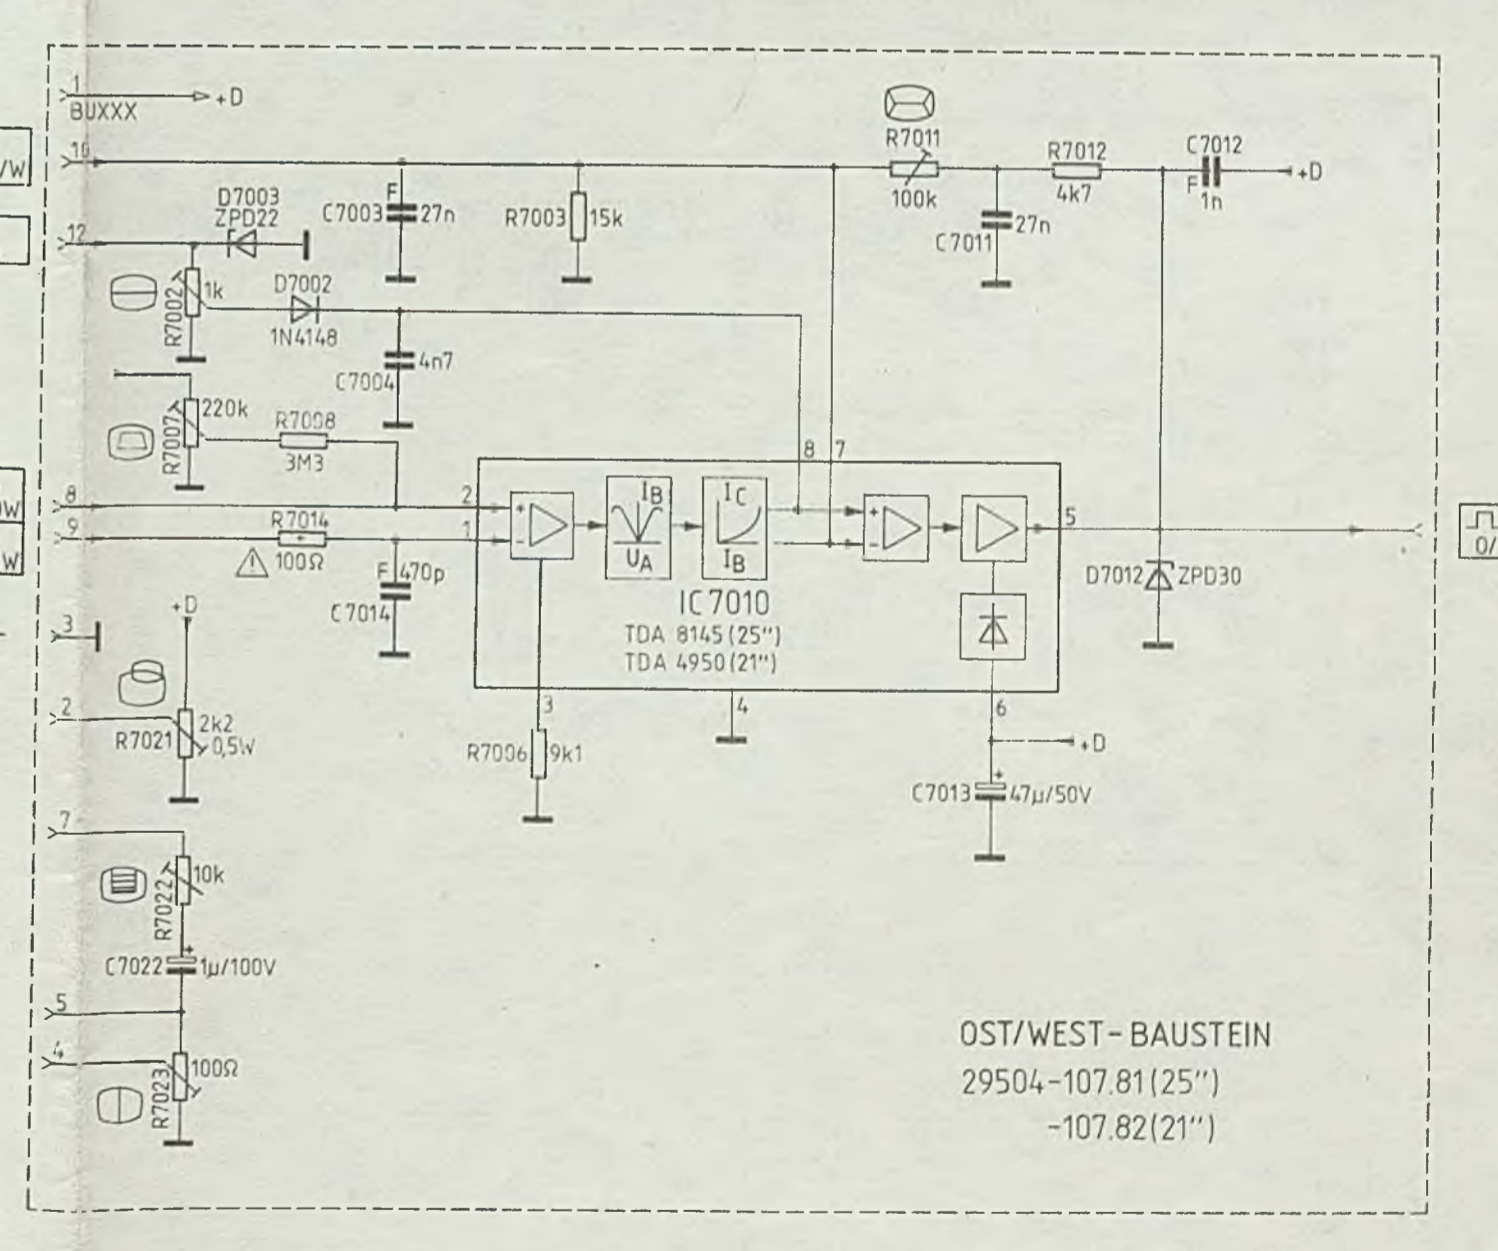 1
BUXXX
+D
10
/W
R7011
100k
R7012
4k7
C7012
F
1n
+D
D7003
ZPD22
F
C7003
27n
R7003
15k
C7011
27n
12
R7002
1k
D7002
1N4148
4n7
C7004
220k
R7007
R7008
3M3
8
7
8
2
+
IB
UA
IC
IB
+
5
9
W
R7014
+
100Ω
1
-
-
⚠
F
470p
C7014
IC7010
TDA 8145(25")
TDA 4950(21")
D7012
ZPD30
0/
+D
3
2
R7021
2k2
0,5W
3
4
6
R7006
9k1
+D
C7013
+
47µ/50V
7
R7022
10k
+
C7022
1µ/100V
5
4
R7023
100Ω
OST/WEST-BAUSTEIN
29504-107.81(25")
-107.82(21")